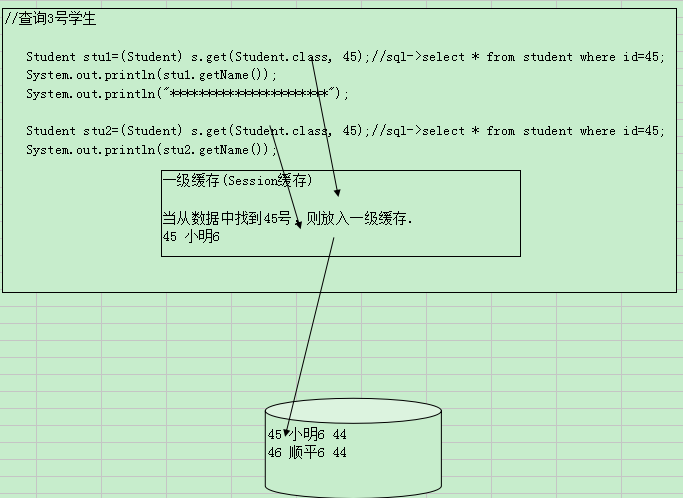 //查询3号学生
Student stu1=(Student) s.get(Student.class, 45);//sql->select * from student where id=45;
System.out.println(stu1.getName());
System.out.println("**********************");
Student stu2=(Student) s.get(Student.class, 45);//sql->select * from student where id=45;
System.out.println(stu2.getName());
一级缓存(Session缓存)
当从数据中找到45号，则放入一级缓存.
45 小明6
45 小明6 44
46 顺平6 44